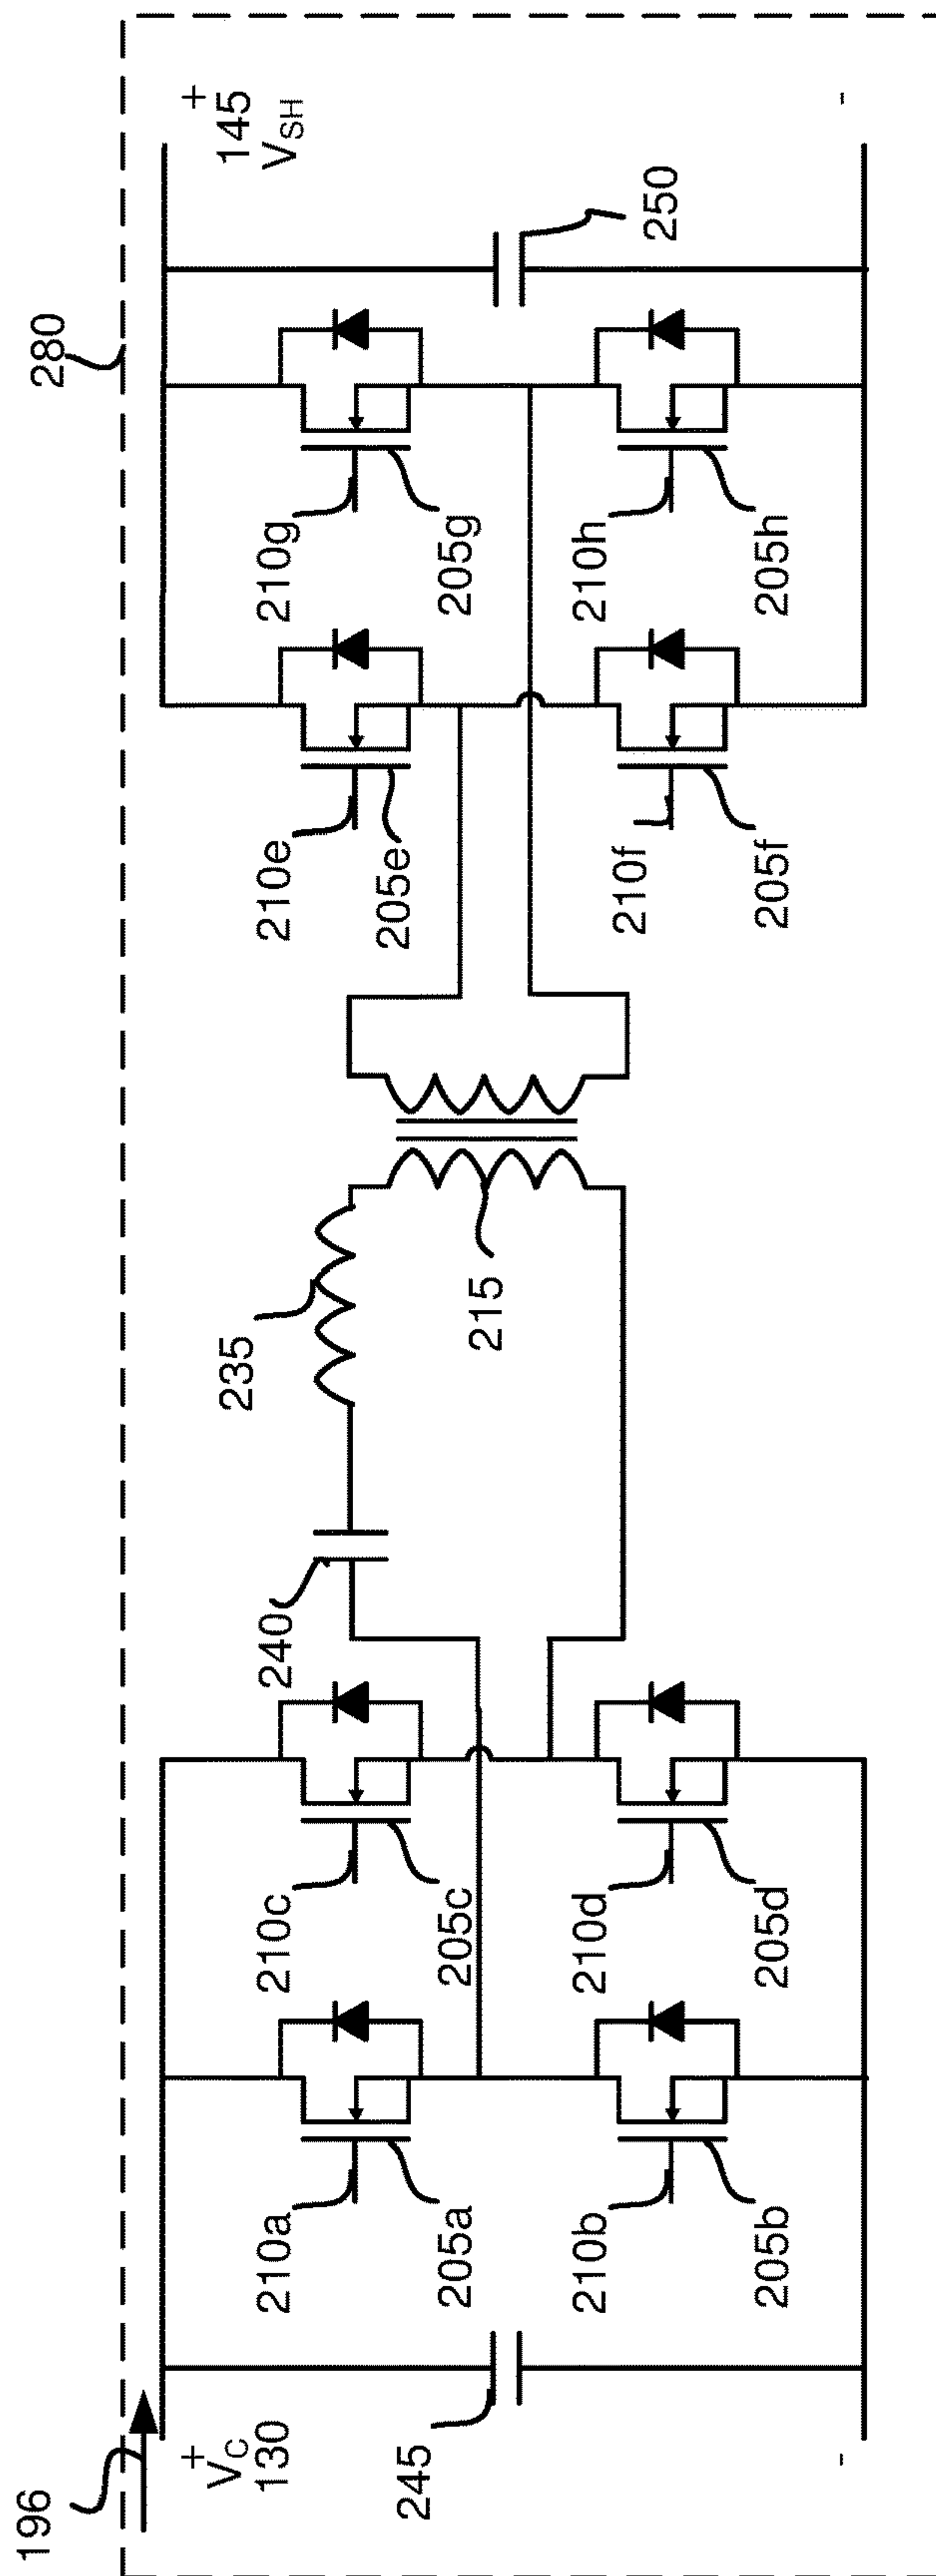 196
280
+
V_C
130
245
210a
205a
210b
205b
210c
205c
210d
205d
240
235
215
210e
205e
210f
205f
210g
205g
210h
205h
250
+
145
V_SH
-
-